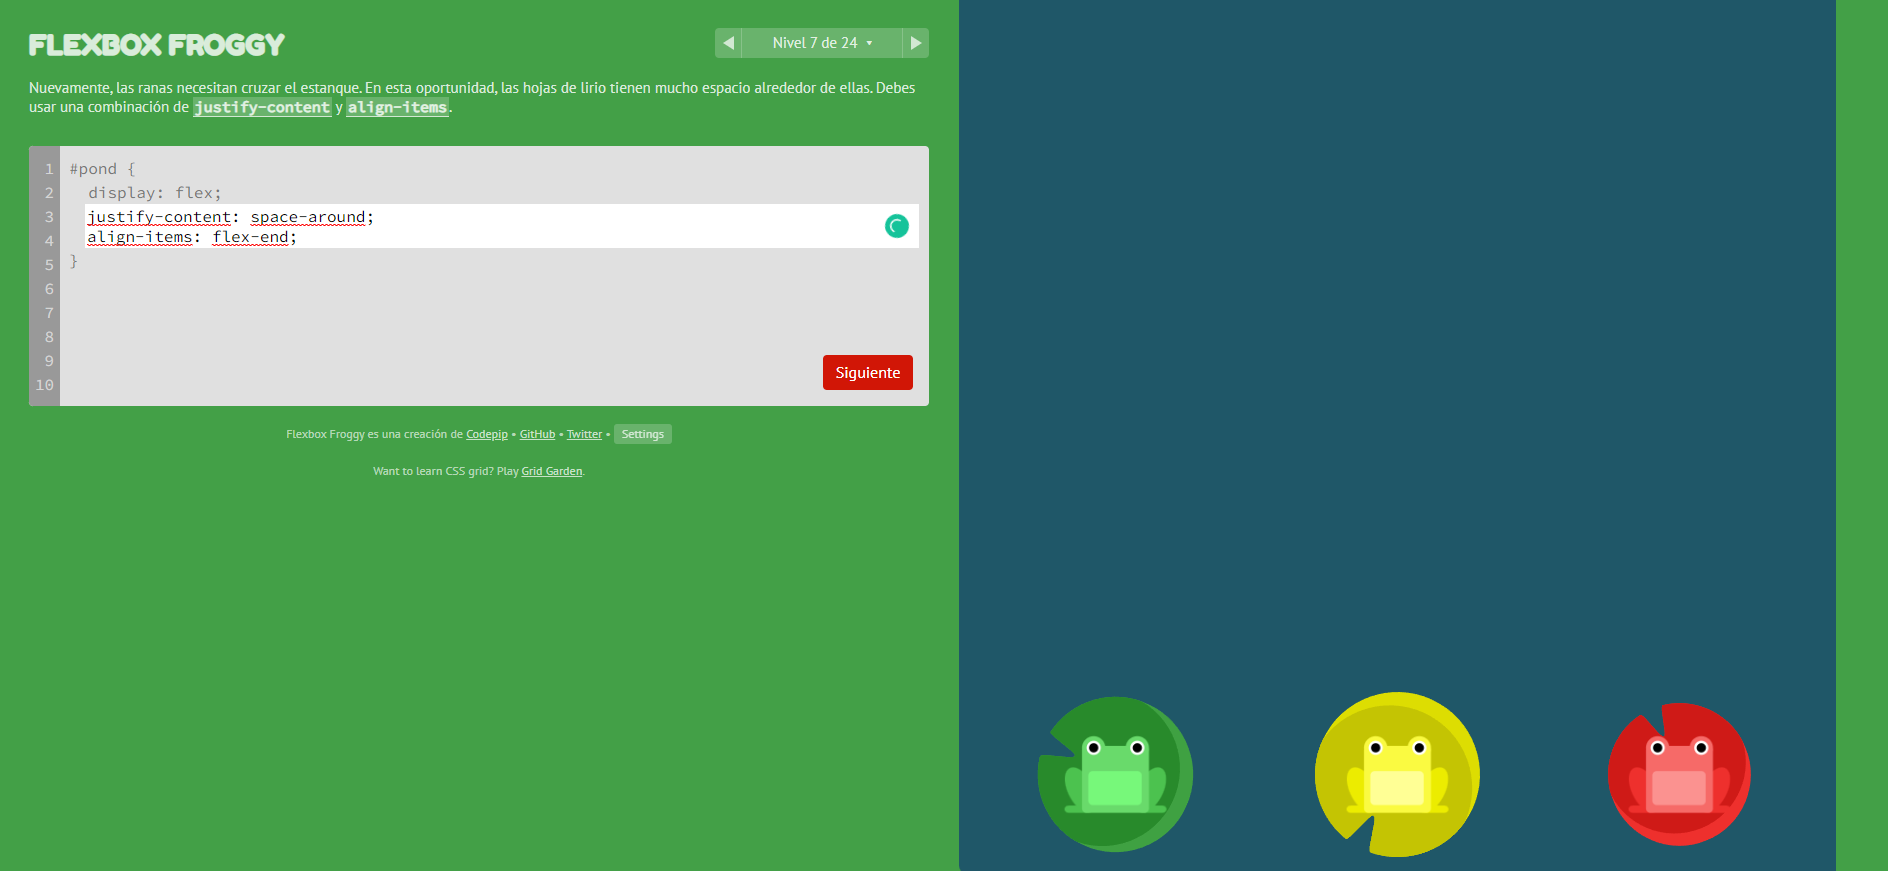 FLEXBOX FROGGY
Nivel 7 de 24
Nuevamente, las ranas necesitan cruzar el estanque. En esta oportunidad, las hojas de lirio tienen mucho espacio alrededor de ellas. Debes
usar una combinación de justify-content y align-items.
1 #pond {
2 display: flex;
3 justify-content: space-around;
4 align-items: flex-end;
5 }
6
7
8
9
10
Siguiente
Flexbox Froggy es una creación de Codepip • GitHub • Twitter • Settings
Want to learn CSS grid? Play Grid Garden.